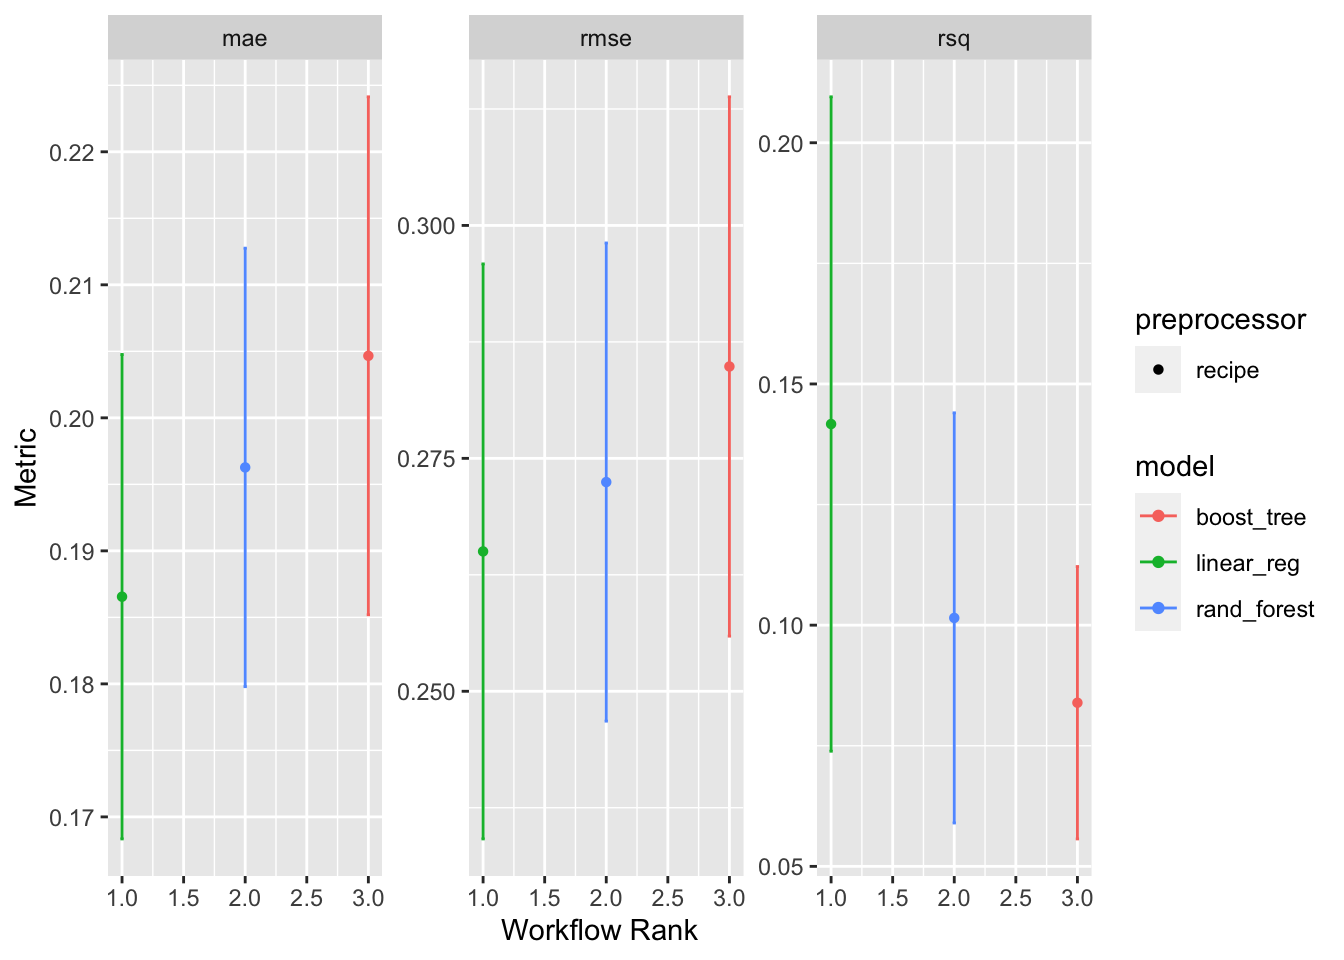 mae
rmse
rsq
Metric
0.22
0.21
0.20
0.19
0.18
0.17
0.300
0.275
0.250
0.20
0.15
0.10
0.05
1.0 1.5 2.0 2.5 3.0
1.0 1.5 2.0 2.5 3.0
1.0 1.5 2.0 2.5 3.0
Workflow Rank
preprocessor
recipe
model
boost_tree
linear_reg
rand_forest